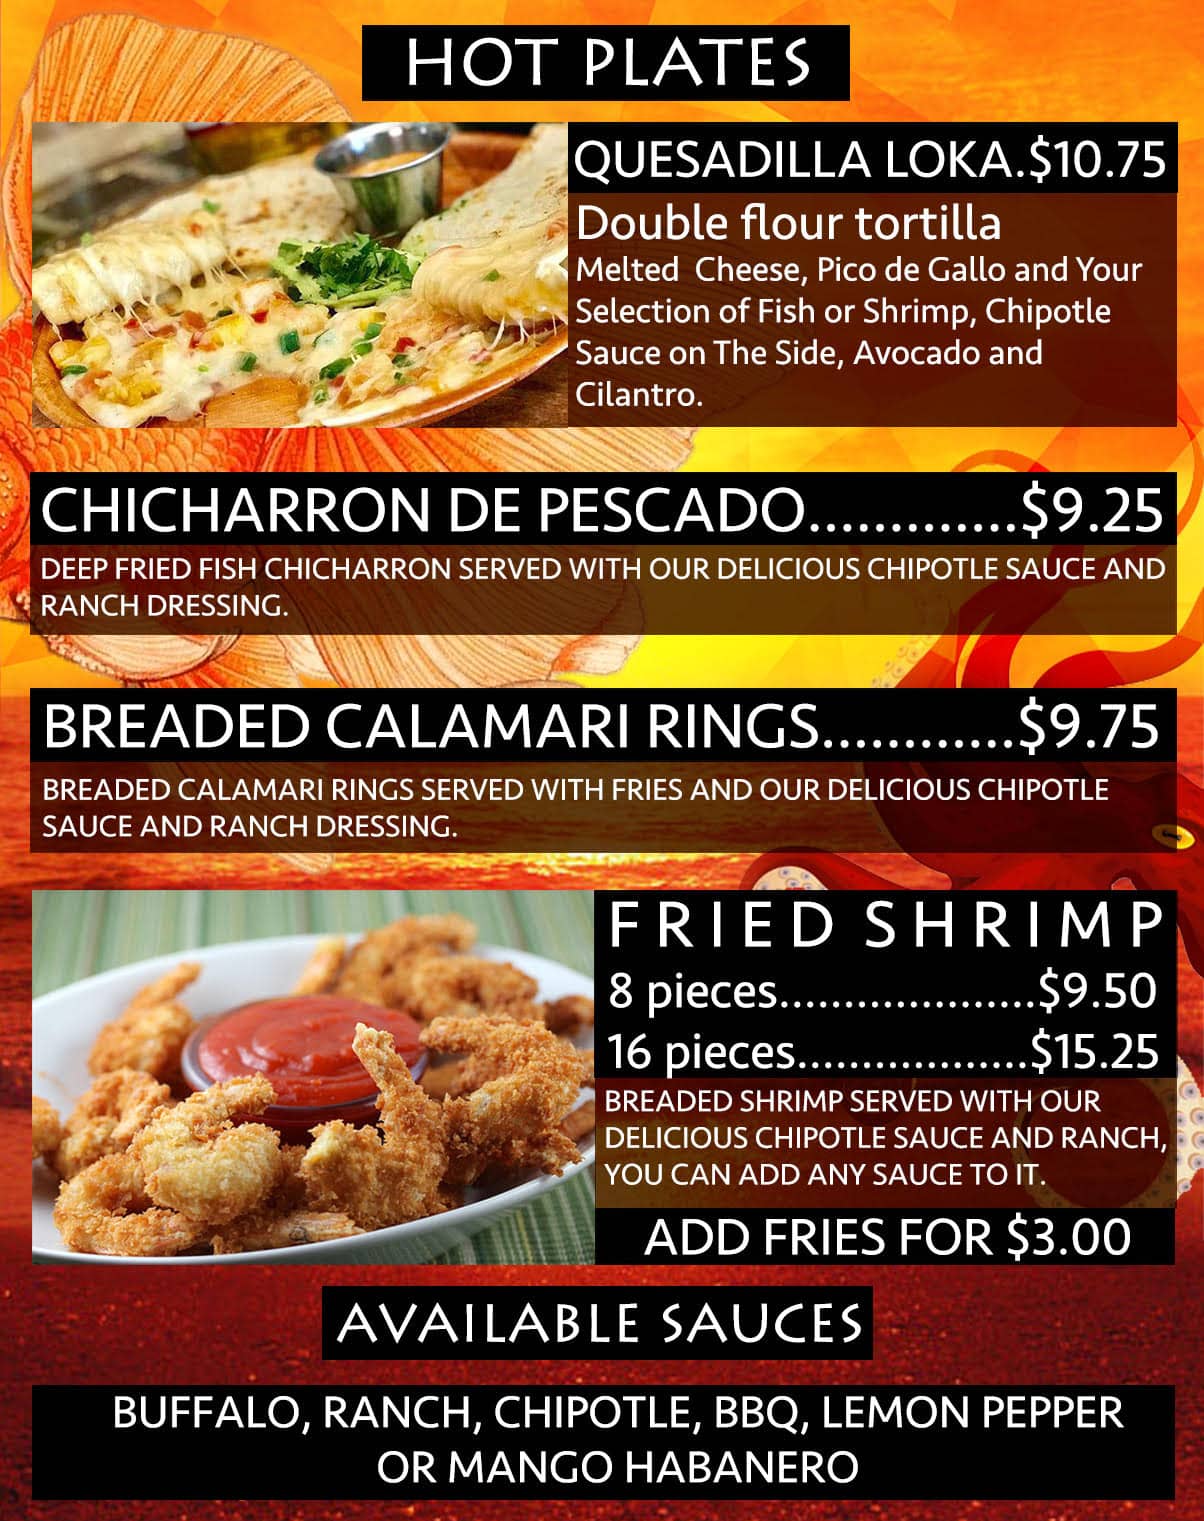 HOT PLATES
QUESADILLA LOKA.$10.75
Double flour tortilla
Melted Cheese, Pico de Gallo and Your
Selection of Fish or Shrimp, Chipotle
Sauce on The Side, Avocado and
Cilantro.
CHICHARRON DE PESCADO.............$9.25
DEEP FRIED FISH CHICHARRON SERVED WITH OUR DELICIOUS CHIPOTLE SAUCE AND
RANCH DRESSING.
BREADED CALAMARI RINGS............$9.75
BREADED CALAMARI RINGS SERVED WITH FRIES AND OUR DELICIOUS CHIPOTLE
SAUCE AND RANCH DRESSING.
FRIED SHRIMP
8 pieces....................$9.50
16 pieces..................$15.25
BREADED SHRIMP SERVED WITH OUR
DELICIOUS CHIPOTLE SAUCE AND RANCH,
YOU CAN ADD ANY SAUCE TO IT.
ADD FRIES FOR $3.00
AVAILABLE SAUCES
BUFFALO, RANCH, CHIPOTLE, BBQ, LEMON PEPPER
OR MANGO HABANERO